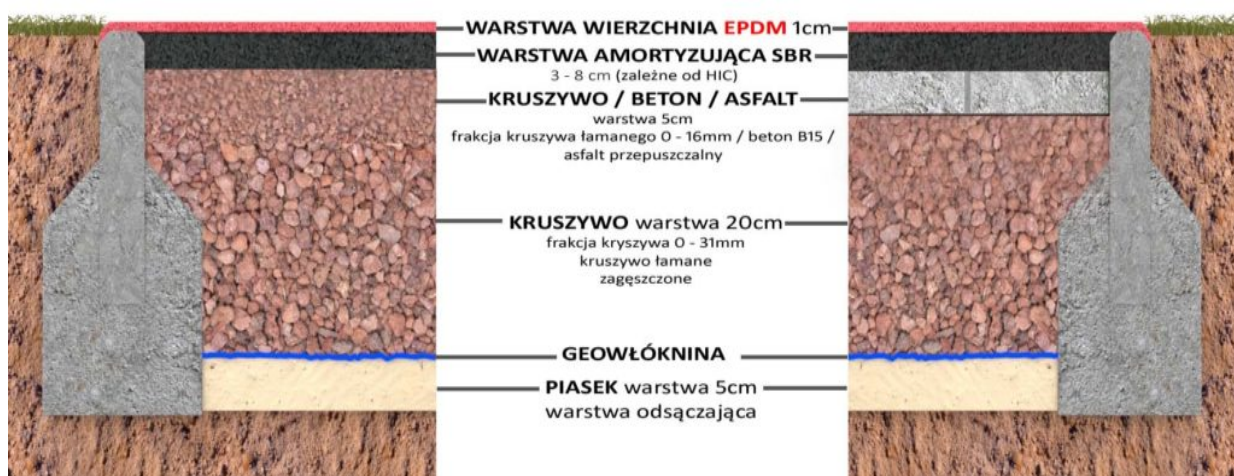 WARSTWA WIERZCHNIA EPDM 1cm
WARSTWA AMORTYZUJĄCA SBR
3 - 8 cm (zależne od HIC)
KRUSZYWO / BETON / ASFALT
warstwa 5cm
frakcja kruszywa łamanego 0 - 16mm / beton B15 /
asfalt przepuszczalny
KRUSZYWO warstwa 20cm
frakcja kryszywa 0 - 31mm
kruszywo łamane
zagęszczone
GEOWŁÓKNINA
PIASEK warstwa 5cm
warstwa odsączająca